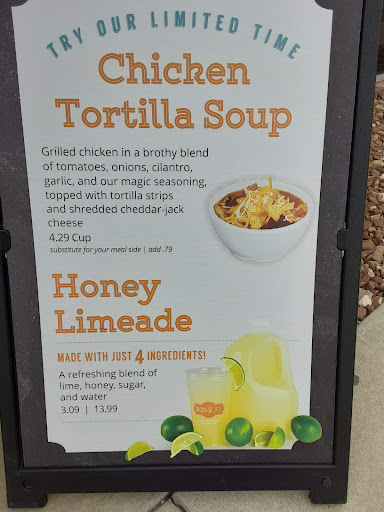 TRY OUR LIMITED TIME
Chicken
Tortilla Soup
Grilled chicken in a brothy blend
of tomatoes, onions, cilantro,
garlic, and our magic seasoning,
topped with tortilla strips
and shredded cheddar-jack
cheese
4.29 Cup
substitute for your meal side | add .79
Honey
Limeade
MADE WITH JUST 4 INGREDIENTS!
A refreshing blend of
lime, honey, sugar,
and water
3.09 | 13.99